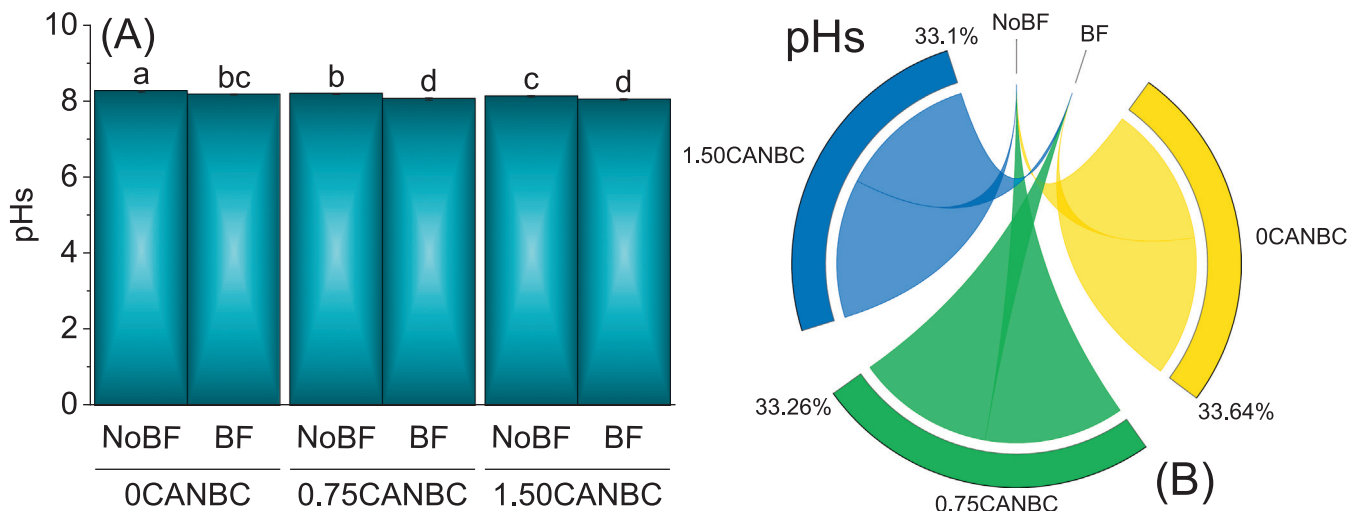 (A)
pHs
10
8
6
4
2
0
a bc b d c d
NoBF BF NoBF BF NoBF BF
0CANBC 0.75CANBC 1.50CANBC
pHs
NoBF
BF
33.1%
1.50CANBC
0CANBC
33.26%
33.64%
0.75CANBC
(B)